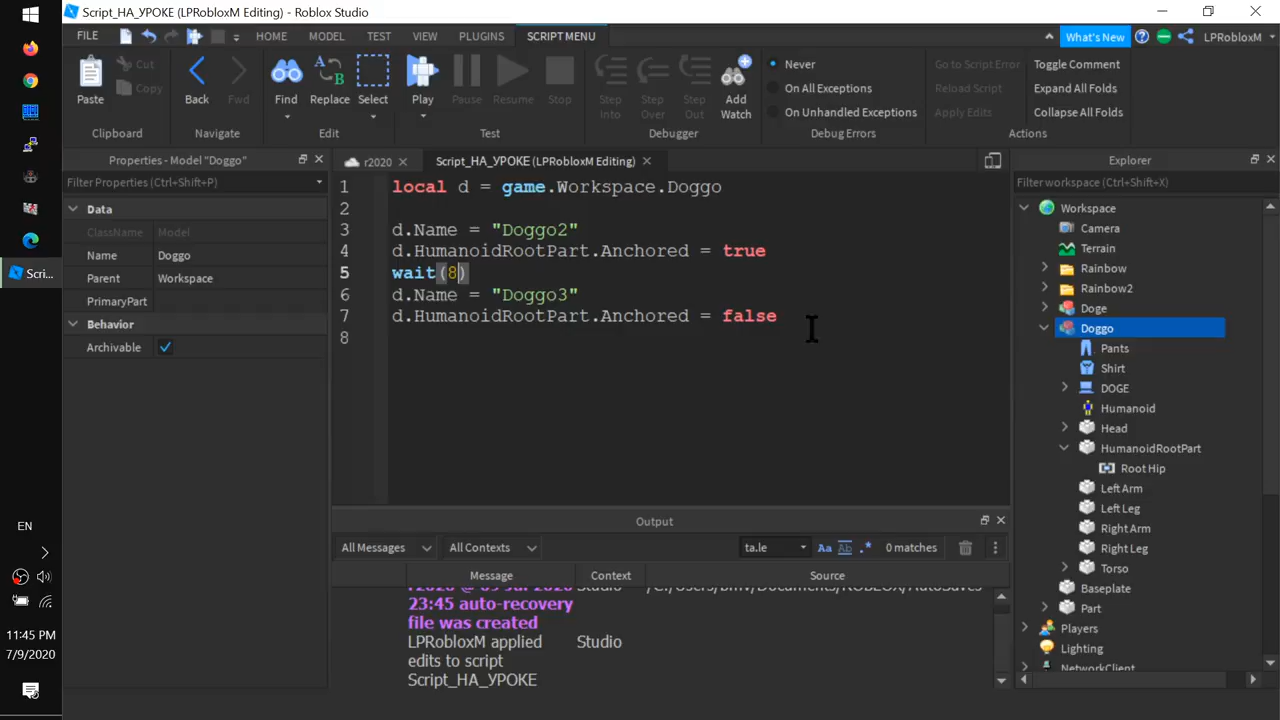 Script_НА_УРОКЕ (LPRobloxM Editing) - Roblox Studio
FILE HOME MODEL TEST VIEW PLUGINS SCRIPT MENU What's New LPRobloxM
Paste Cut Copy Back Fwd Find Replace Select Play Pause Resume Stop Step Into Step Over Step Out Add Watch
Never
On All Exceptions
On Unhandled Exceptions
Go to Script Error
Reload Script
Apply Edits
Toggle Comment
Expand All Folds
Collapse All Folds
Clipboard Navigate Edit Test Debugger Debug Errors Actions
Properties - Model "Doggo"
Filter Properties (Ctrl+Shift+P)
Data
ClassName Model
Name Doggo
Parent Workspace
PrimaryPart
Behavior
Archivable
r2020 Script_НА_УРОКЕ (LPRobloxM Editing)
1 local d = game.Workspace.Doggo
2
3 d.Name = "Doggo2"
4 d.HumanoidRootPart.Anchored = true
5 wait(8)
6 d.Name = "Doggo3"
7 d.HumanoidRootPart.Anchored = false
8
Output
All Messages All Contexts ta.le Aa Ab .* 0 matches
Message Context Source
23:45 auto-recovery
file was created
LPRobloxM applied Studio
edits to script
Script_НА_УРОКЕ
Explorer
Filter workspace (Ctrl+Shift+X)
Workspace
Camera
Terrain
Rainbow
Rainbow2
Doge
Doggo
Pants
Shirt
DOGE
Humanoid
Head
HumanoidRootPart
Root Hip
Left Arm
Left Leg
Right Arm
Right Leg
Torso
Baseplate
Part
Players
Lighting
NetworkClient
Scri...
EN
11:45 PM
7/9/2020